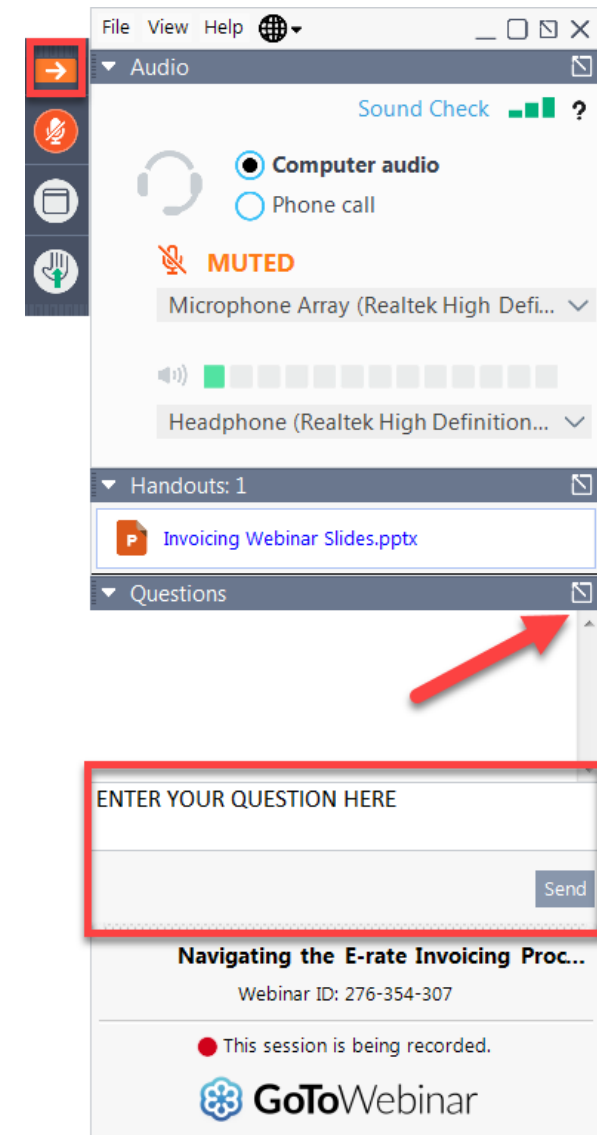 File View Help
Audio
Sound Check ?
Computer audio
Phone call
MUTED
Microphone Array (Realtek High Defi...
Headphone (Realtek High Definition...
Handouts: 1
P Invoicing Webinar Slides.pptx
Questions
ENTER YOUR QUESTION HERE
Send
Navigating the E-rate Invoicing Proc...
Webinar ID: 276-354-307
This session is being recorded.
GoToWebinar